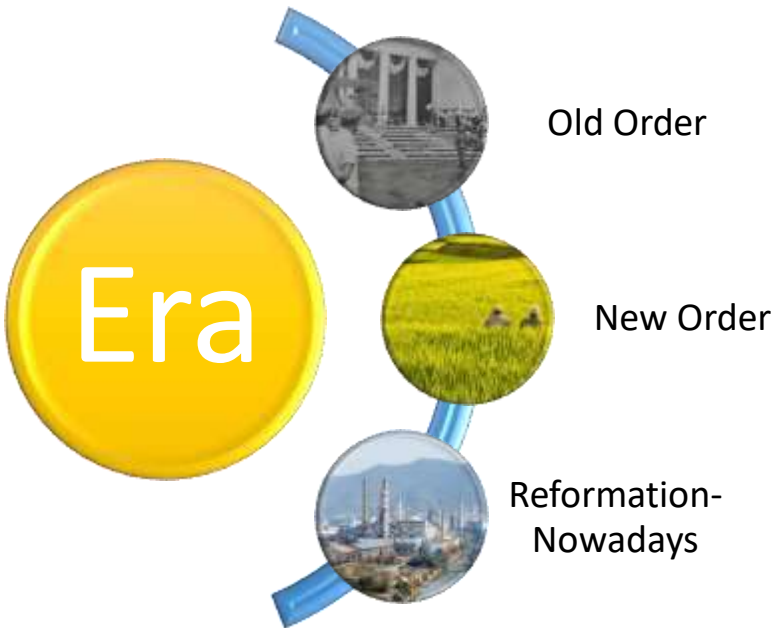 Era
Old Order
New Order
Reformation-
Nowadays